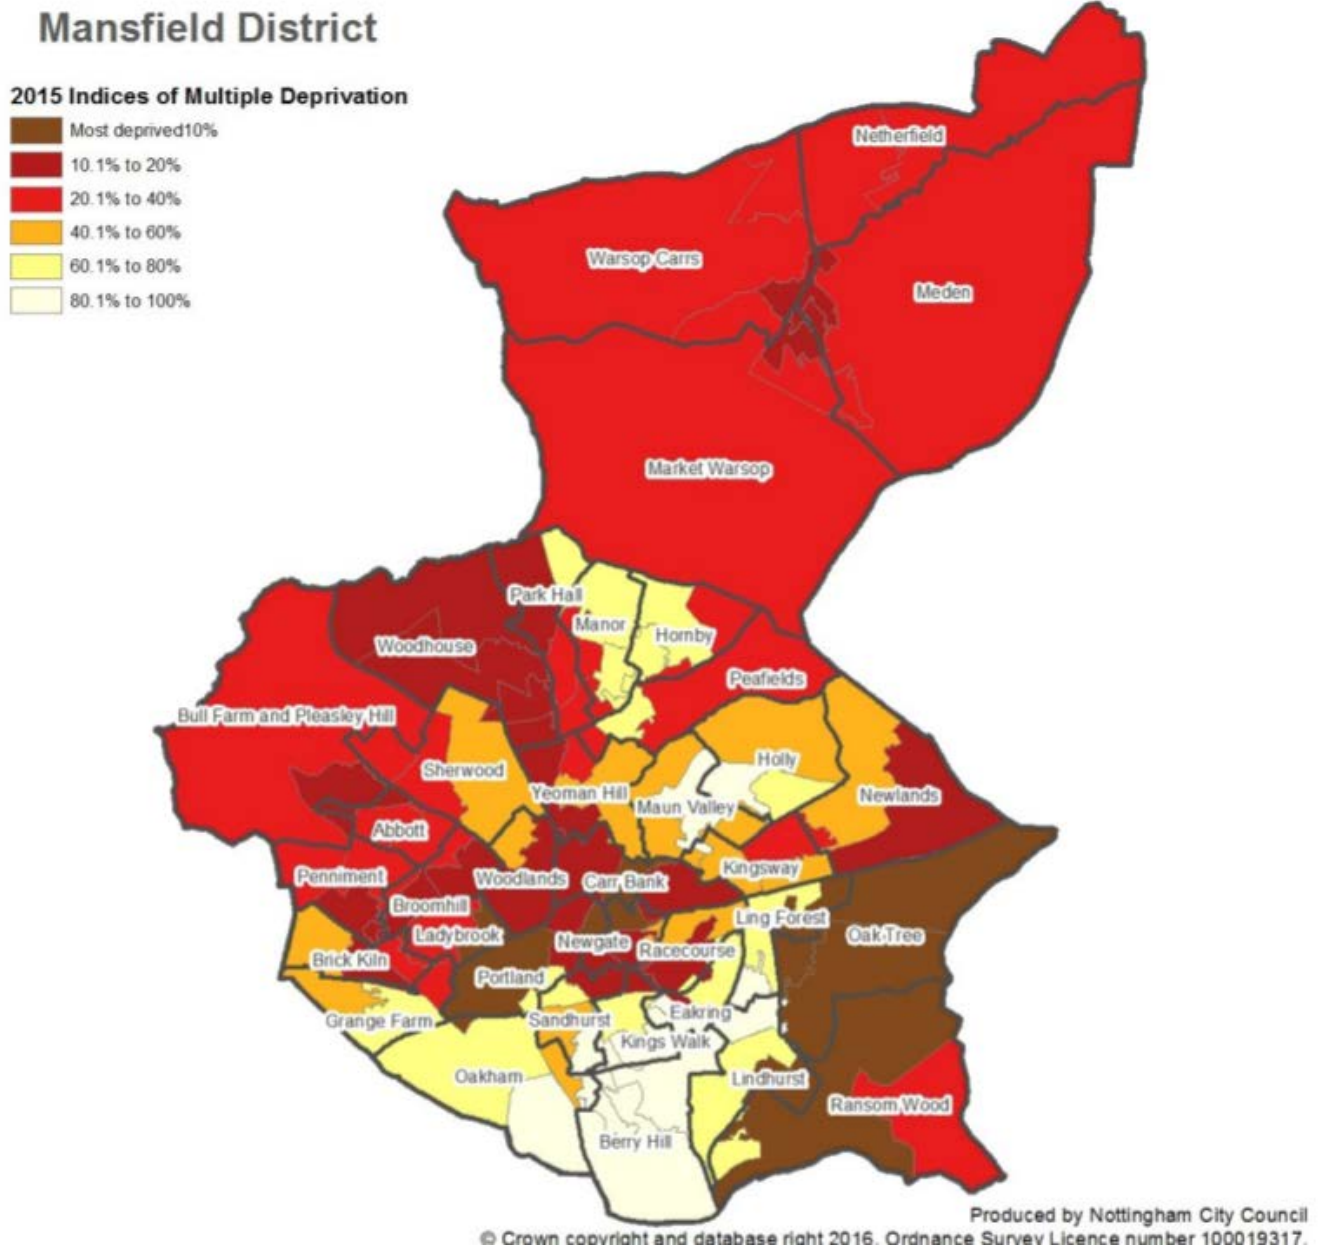 Mansfield District
2015 Indices of Multiple Deprivation
Most deprived10%
10.1% to 20%
20.1% to 40%
40.1% to 60%
60.1% to 80%
80.1% to 100%
Netherfield
Warsop Carrs
Meden
Market Warsop
Park Hall
Manor
Hornby
Woodhouse
Peafields
Bull Farm and Pleasley Hill
Sherwood
Holly
Yeoman Hill
Maun Valley
Newlands
Abbott
Kingsway
Penniment
Woodlands
Carr Bank
Broomhill
Ling Forest
Ladybrook
Oak Tree
Newgate
Racecourse
Brick Kiln
Portland
Grange Farm
Sandhurst
Eakring
Kings Walk
Oakham
Lindhurst
Ransom Wood
Berry Hill
Produced by Nottingham City Council
© Crown copyright and database right 2016. Ordnance Survey Licence number 100019317.